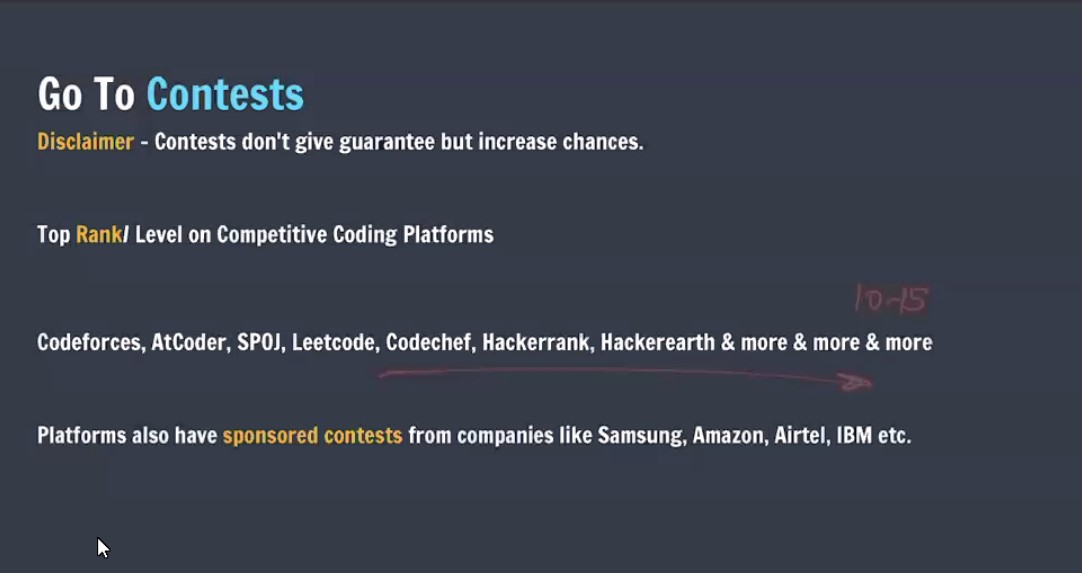 Go To Contests
Disclaimer - Contests don't give guarantee but increase chances.
Top Rank/ Level on Competitive Coding Platforms
10-15
Codeforces, AtCoder, SPOJ, Leetcode, Codechef, Hackerrank, Hackerearth & more & more & more
Platforms also have sponsored contests from companies like Samsung, Amazon, Airtel, IBM etc.